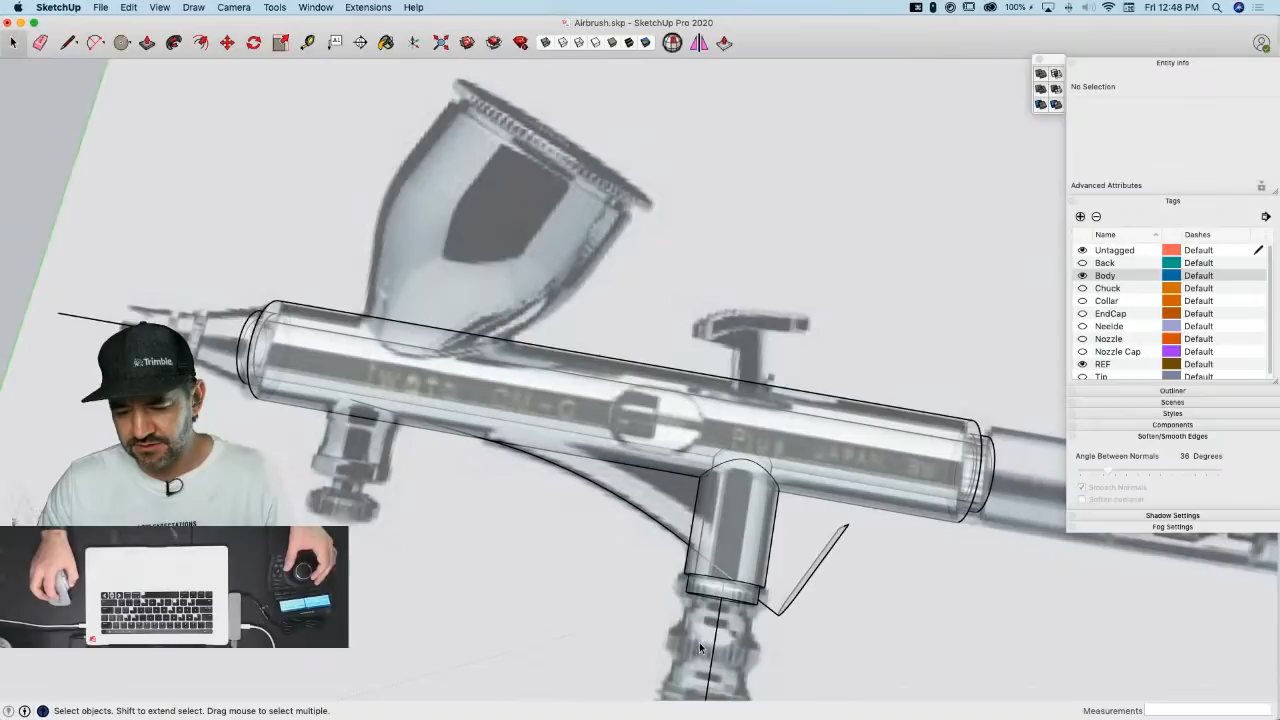 SketchUp File Edit View Draw Camera Tools Window Extensions Help
100% Fri 12:48 PM
Airbrush.skp - SketchUp Pro 2020
Entity Info
No Selection
Advanced Attributes
Tags
Name Dashes
Untagged Default
Back Default
Body Default
Chuck Default
Collar Default
EndCap Default
Neelde Default
Nozzle Default
Nozzle Cap Default
REF Default
Tip Default
Outliner
Scenes
Styles
Components
Soften/Smooth Edges
Angle Between Normals 36 Degrees
Smooth Normals
Soften coplanar
Shadow Settings
Fog Settings
Trimble
Plus
Select objects. Shift to extend select. Drag mouse to select multiple.
Measurements